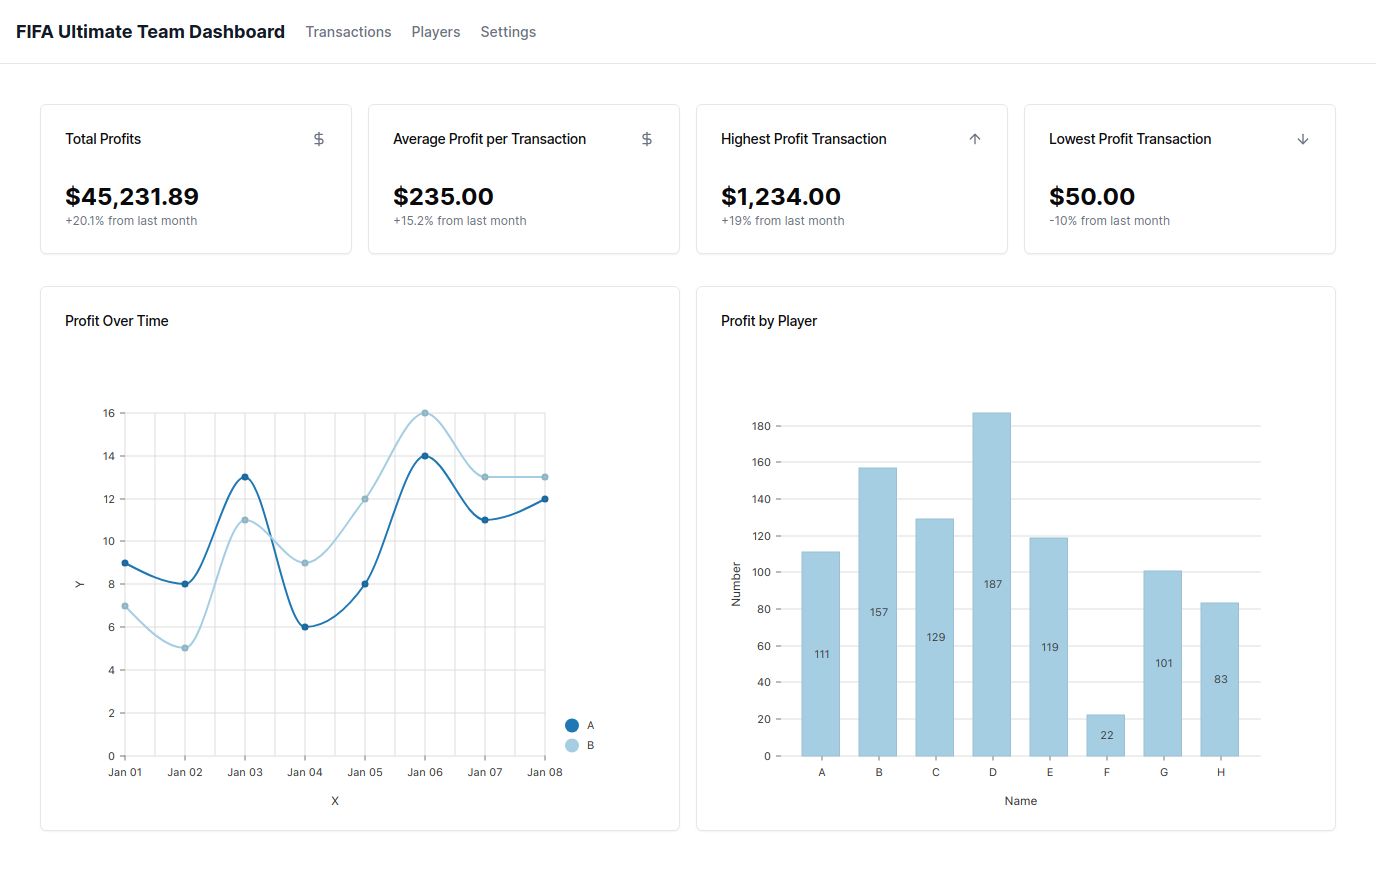 FIFA Ultimate Team Dashboard Transactions Players Settings
Total Profits $
$45,231.89
+20.1% from last month
Average Profit per Transaction $
$235.00
+15.2% from last month
Highest Profit Transaction
$1,234.00
+19% from last month
Lowest Profit Transaction
$50.00
-10% from last month
Profit Over Time
16
14
12
10
8
6
4
2
0
Y
Jan 01 Jan 02 Jan 03 Jan 04 Jan 05 Jan 06 Jan 07 Jan 08
X
A
B
Profit by Player
180
160
140
120
100
80
60
40
20
0
Number
111 157 129 187 119 22 101 83
A B C D E F G H
Name